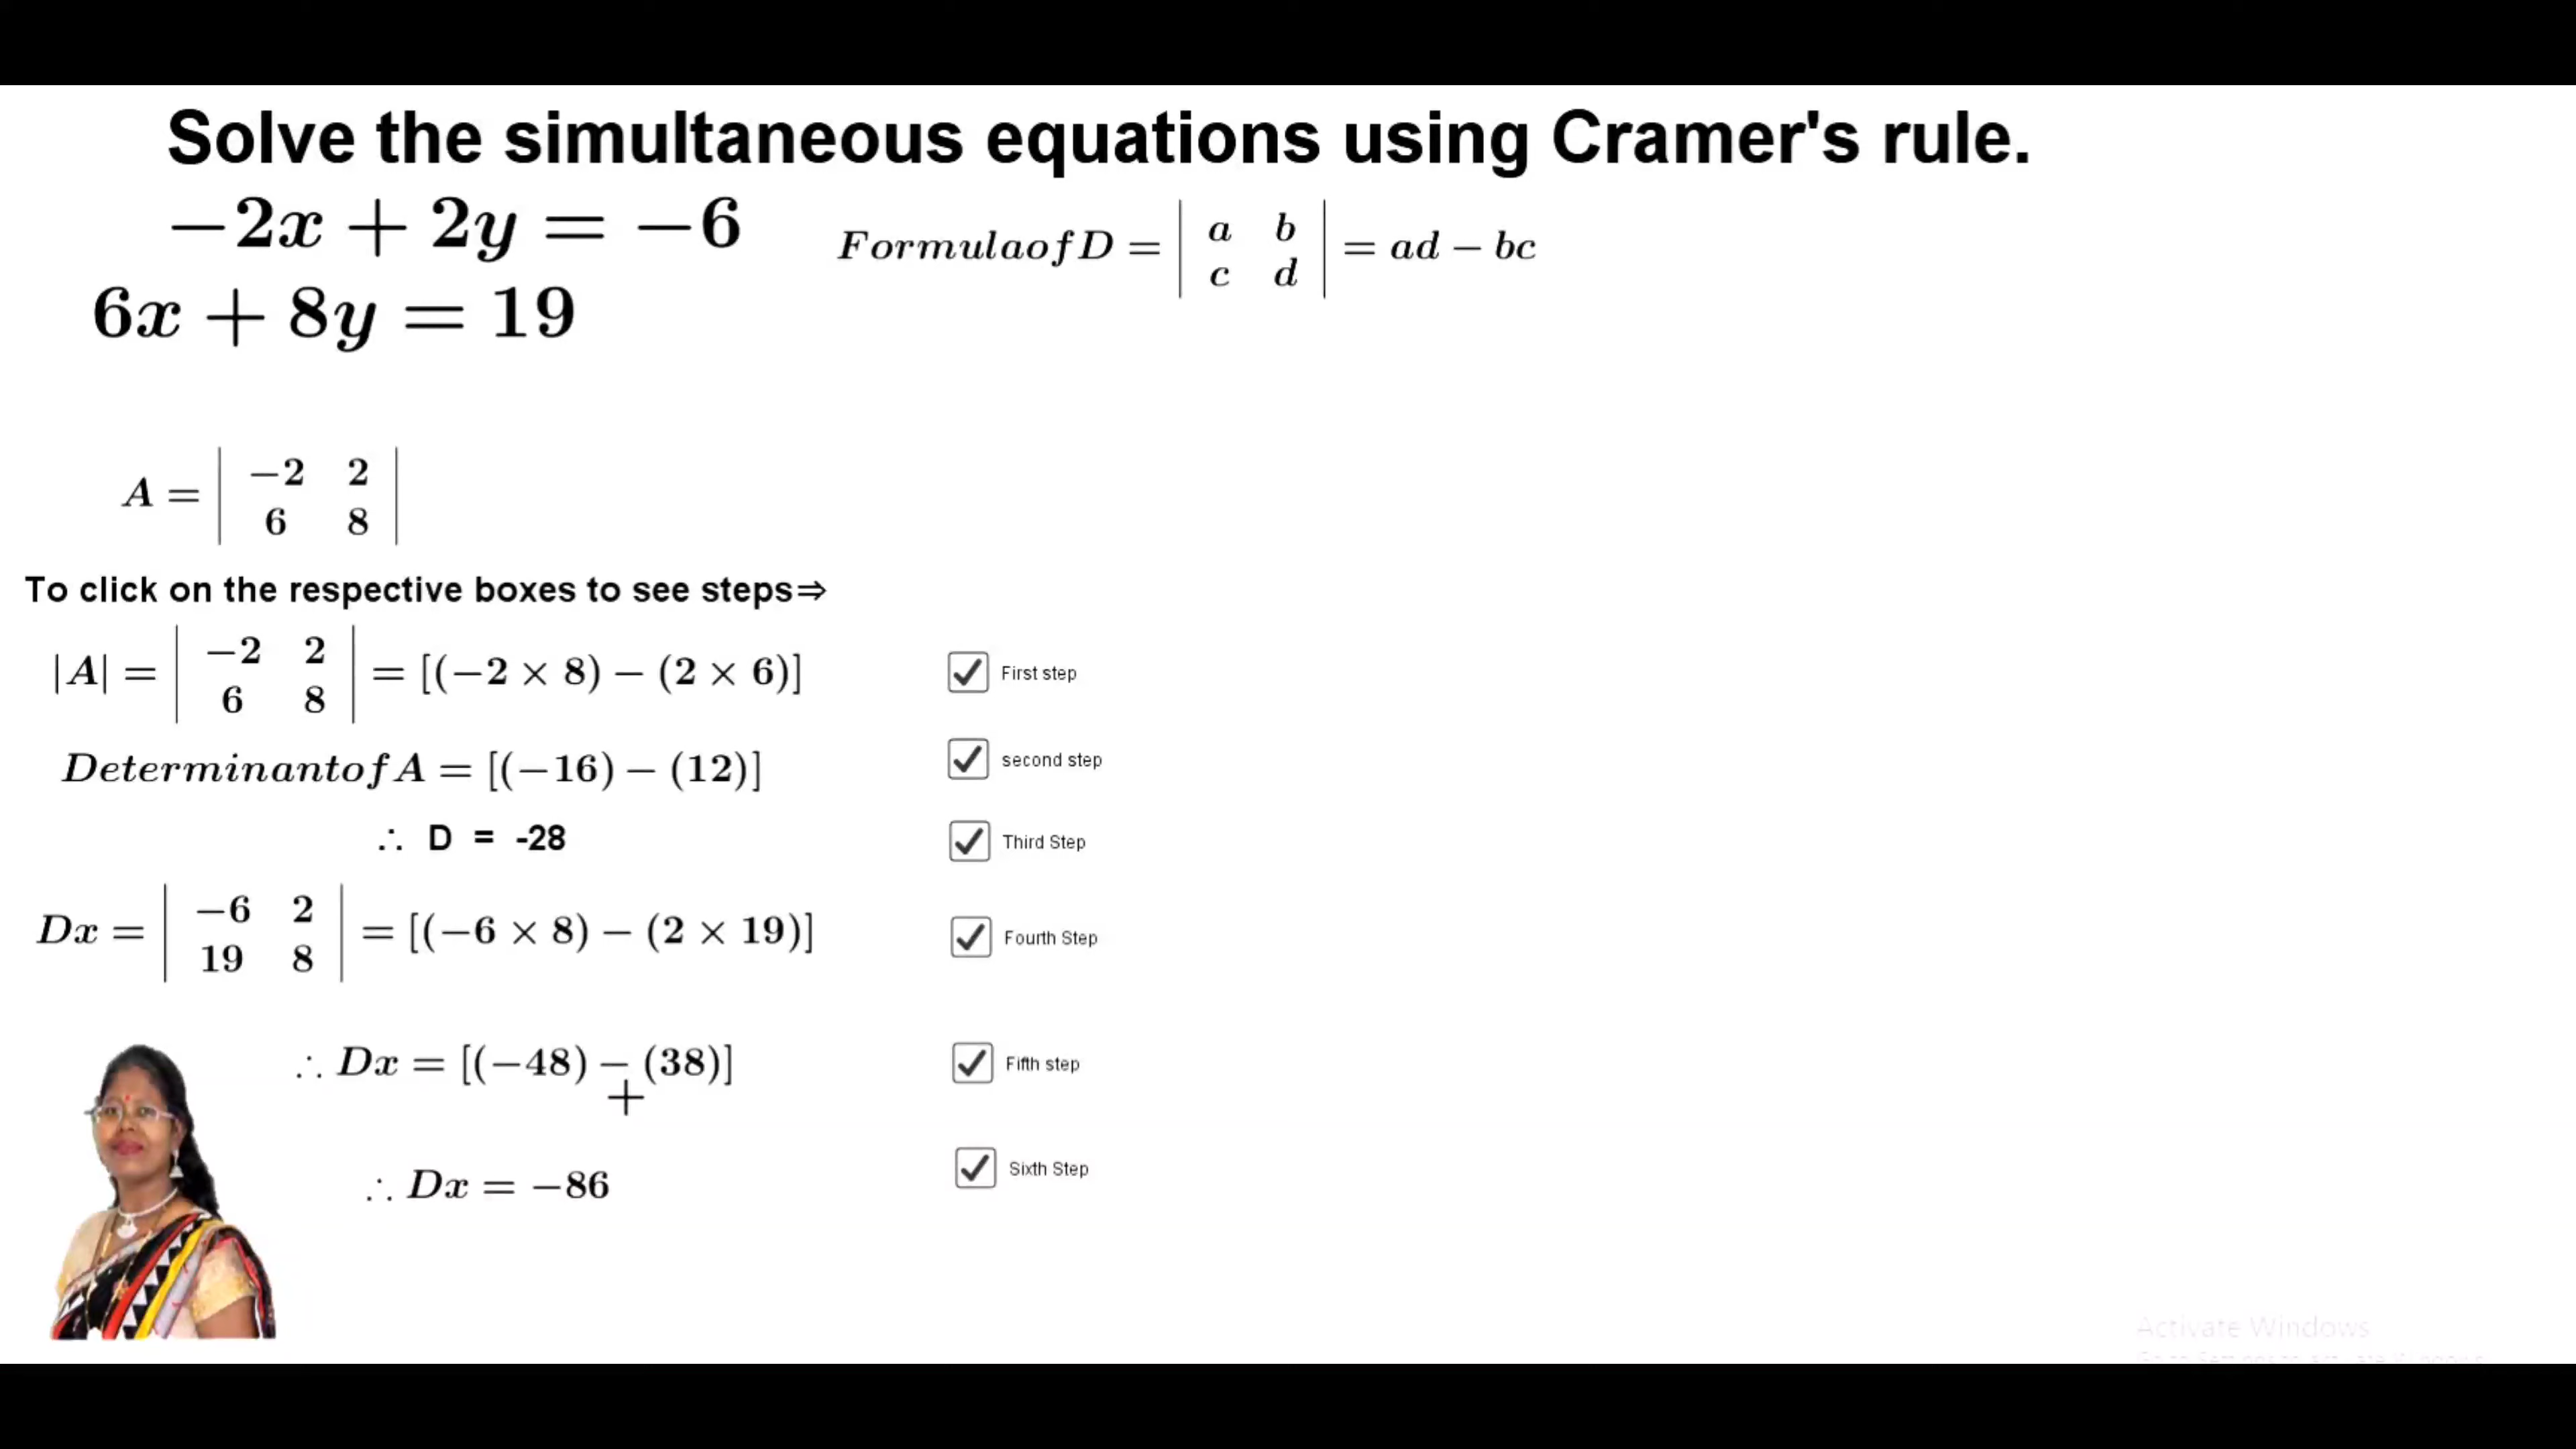 Solve the simultaneous equations using Cramer's rule.
−2x + 2y = −6
FormulaofD = | a b | = ad − bc
| c d |
6x + 8y = 19
A = | −2 2 |
| 6 8 |
To click on the respective boxes to see steps⇒
|A| = | −2 2 | = [(−2 × 8) − (2 × 6)]
| 6 8 |
First step
DeterminantofA = [(−16) − (12)]
second step
∴ D = -28
Third Step
Dx = | −6 2 | = [(−6 × 8) − (2 × 19)]
| 19 8 |
Fourth Step
∴ Dx = [(−48) − (38)]
Fifth step
∴ Dx = −86
Sixth Step
Activate Windows